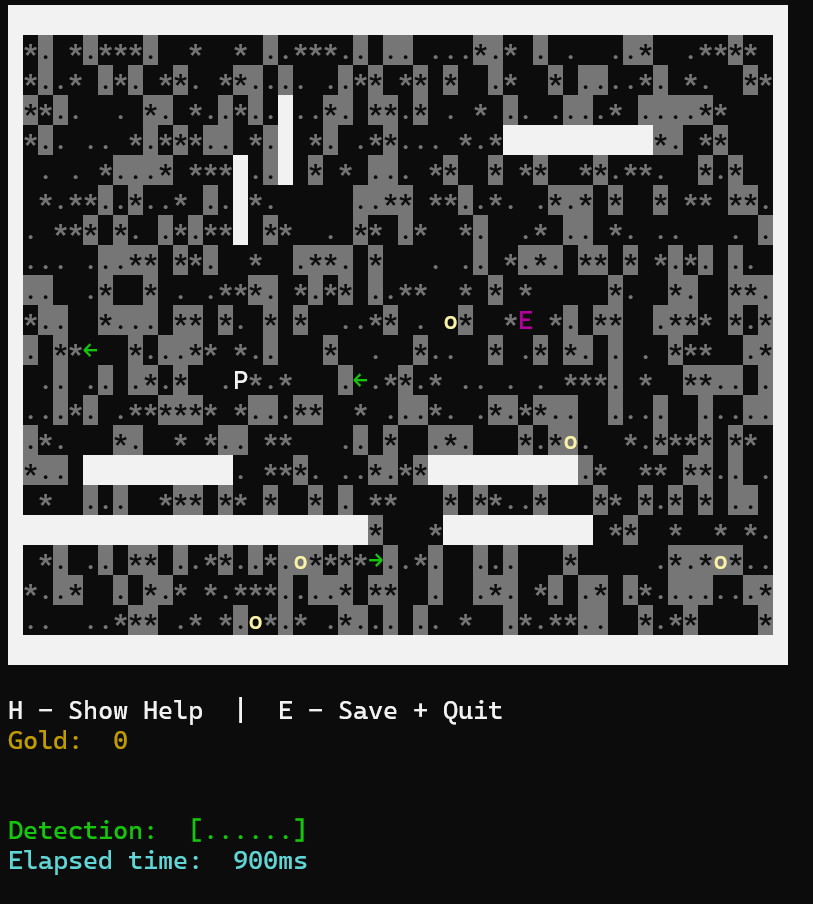 P
E
H - Show Help | E - Save + Quit
Gold: 0
Detection: [......]
Elapsed time: 900ms